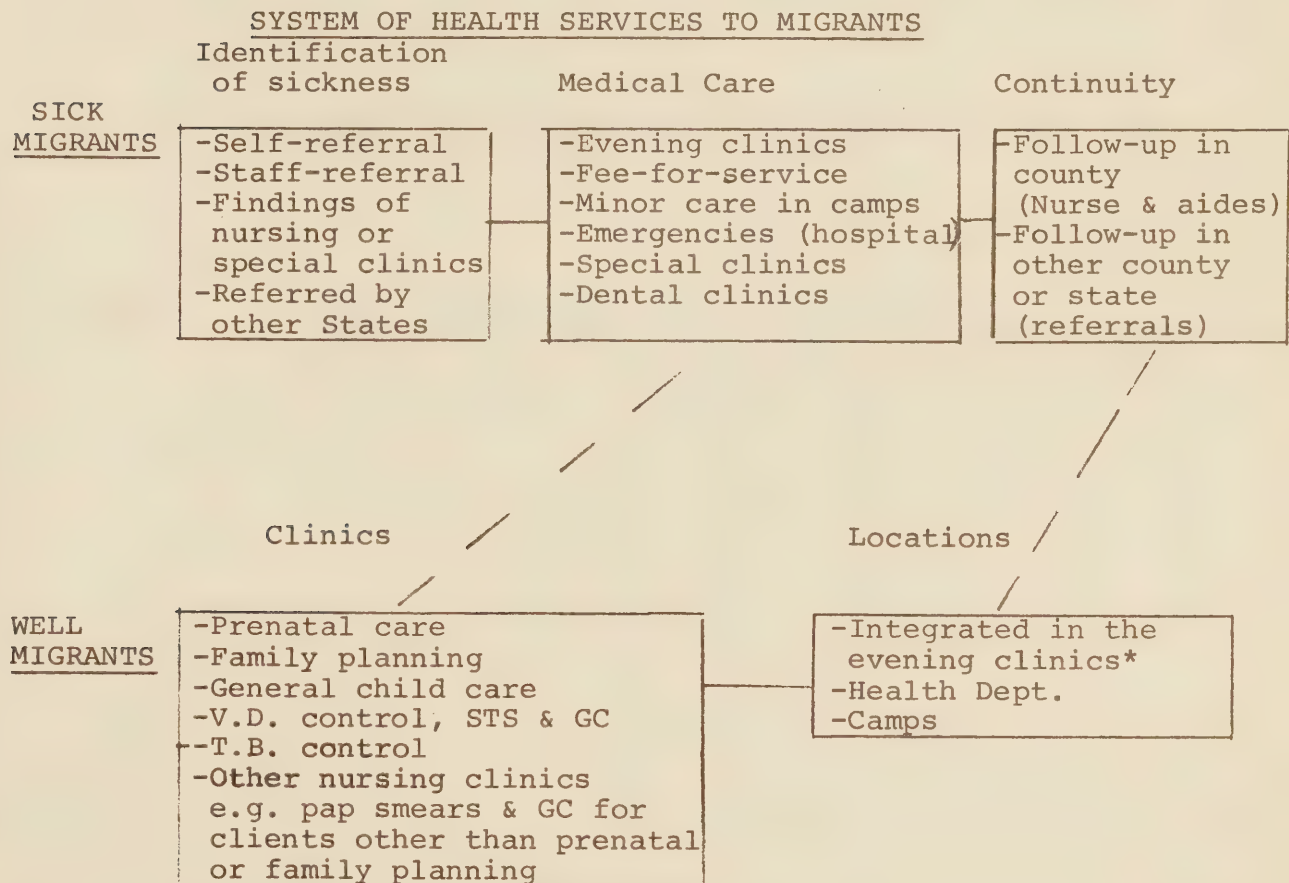 SYSTEM OF HEALTH SERVICES TO MIGRANTS
Identification
of sickness
Medical Care
Continuity
SICK
MIGRANTS
-Self-referral
-Staff-referral
-Findings of
nursing or
special clinics
-Referred by
other States
-Evening clinics
-Fee-for-service
-Minor care in camps
-Emergencies (hospital)
-Special clinics
-Dental clinics
-Follow-up in
county
(Nurse & aides)
-Follow-up in
other county
or state
(referrals)
Clinics
Locations
WELL
MIGRANTS
-Prenatal care
-Family planning
-General child care
-V.D. control, STS & GC
-T.B. control
-Other nursing clinics
e.g. pap smears & GC for
clients other than prenatal
or family planning
-Integrated in the
evening clinics*
-Health Dept.
-Camps